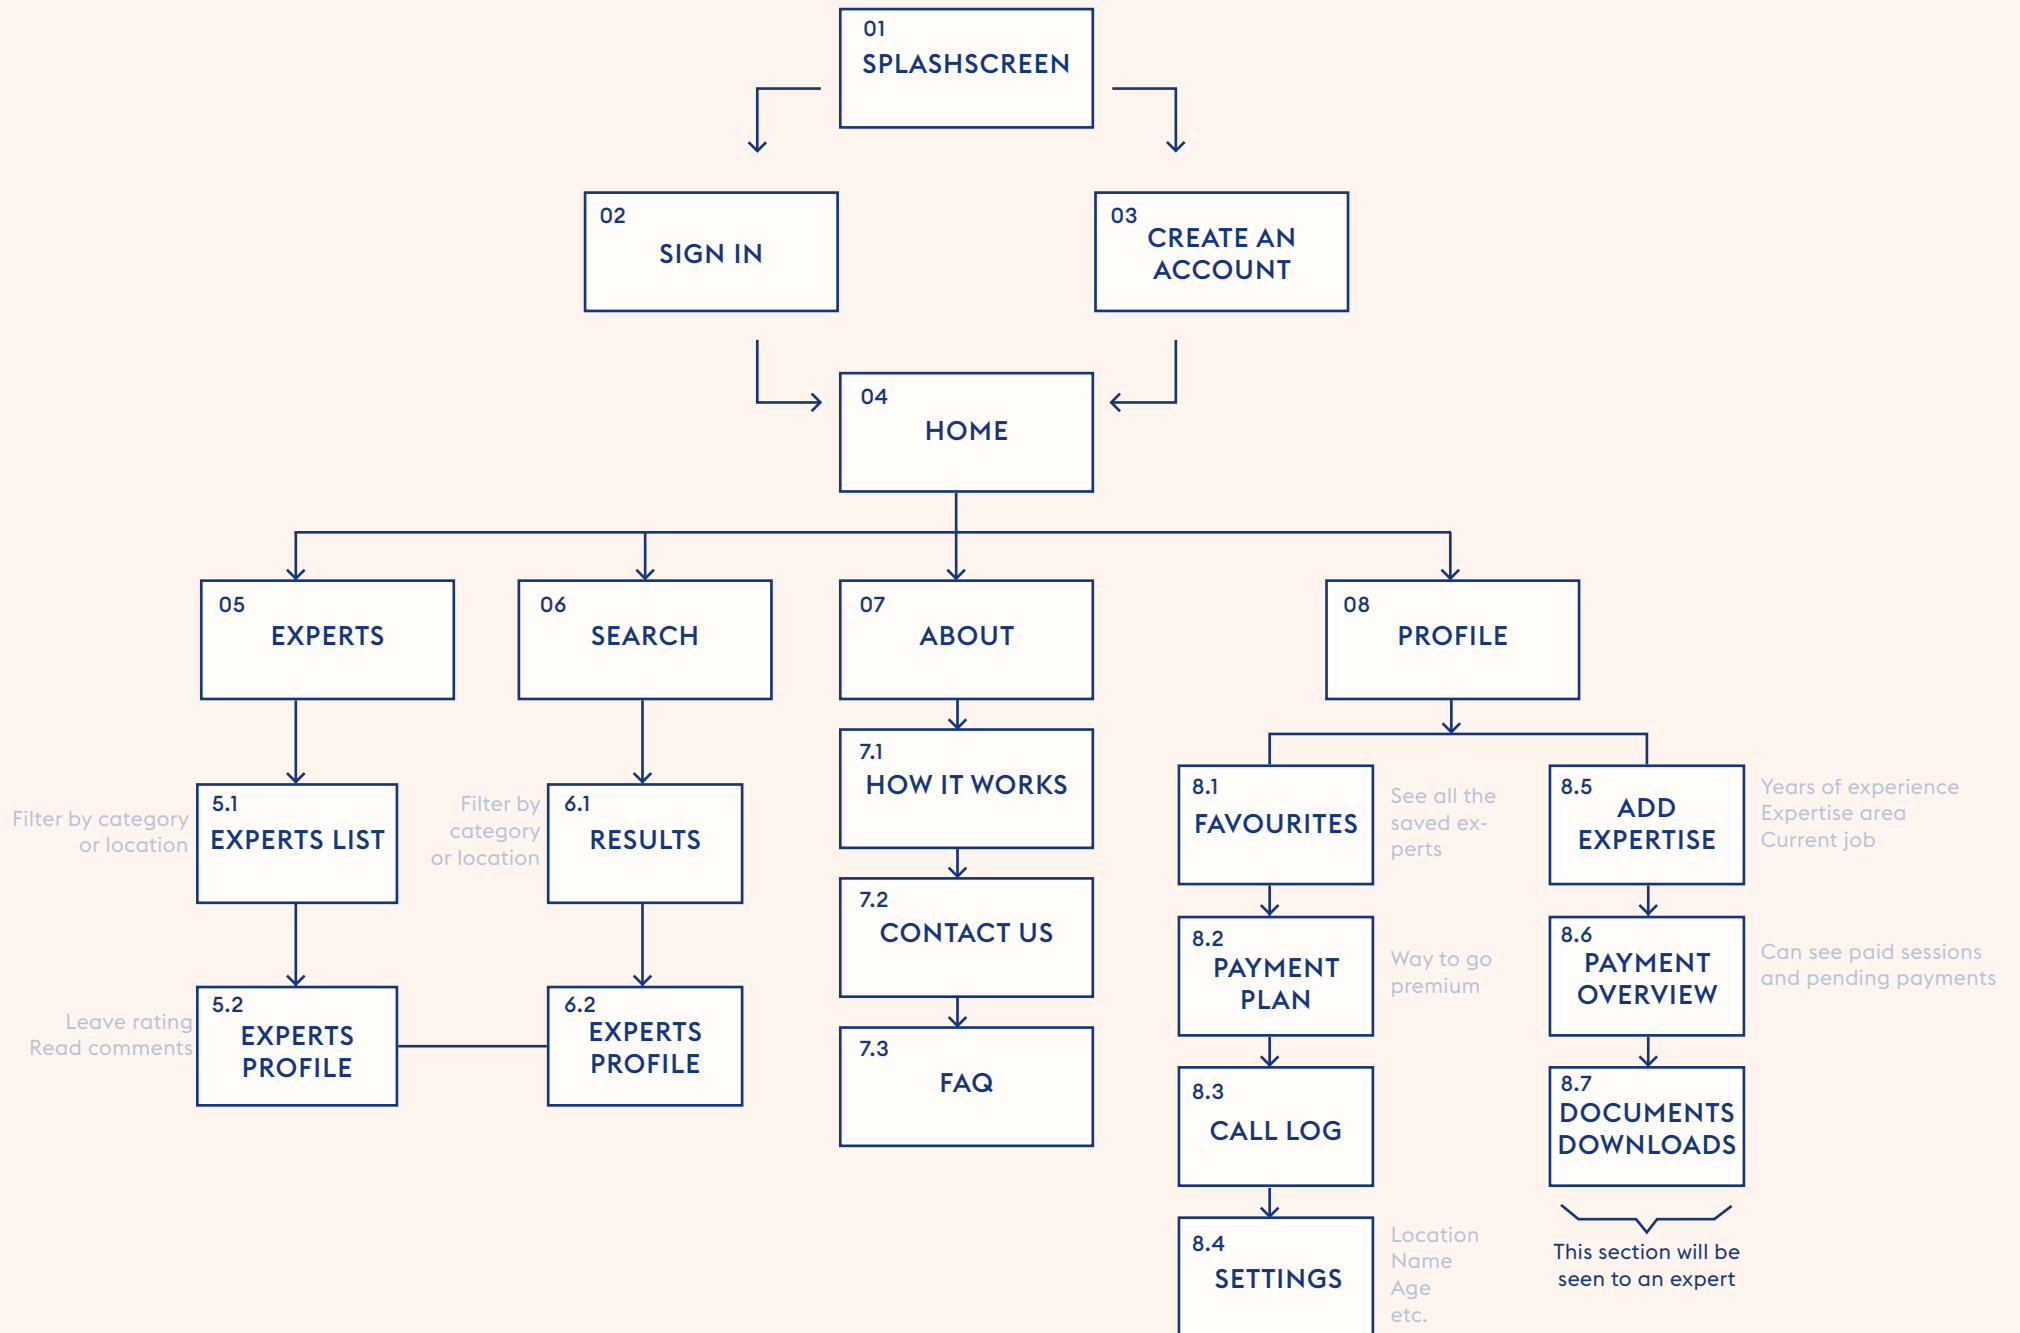 01
SPLASHSCREEN
02
SIGN IN
03
CREATE AN
ACCOUNT
04
HOME
05
EXPERTS
06
SEARCH
07
ABOUT
08
PROFILE
Filter by category
or location
5.1
EXPERTS LIST
Leave rating
Read comments
5.2
EXPERTS
PROFILE
Filter by
category
or location
6.1
RESULTS
6.2
EXPERTS
PROFILE
7.1
HOW IT WORKS
7.2
CONTACT US
7.3
FAQ
8.1
FAVOURITES
See all the
saved ex-
perts
8.2
PAYMENT
PLAN
Way to go
premium
8.3
CALL LOG
8.4
SETTINGS
Location
Name
Age
etc.
8.5
ADD
EXPERTISE
Years of experience
Expertise area
Current job
8.6
PAYMENT
OVERVIEW
Can see paid sessions
and pending payments
8.7
DOCUMENTS
DOWNLOADS
This section will be
seen to an expert